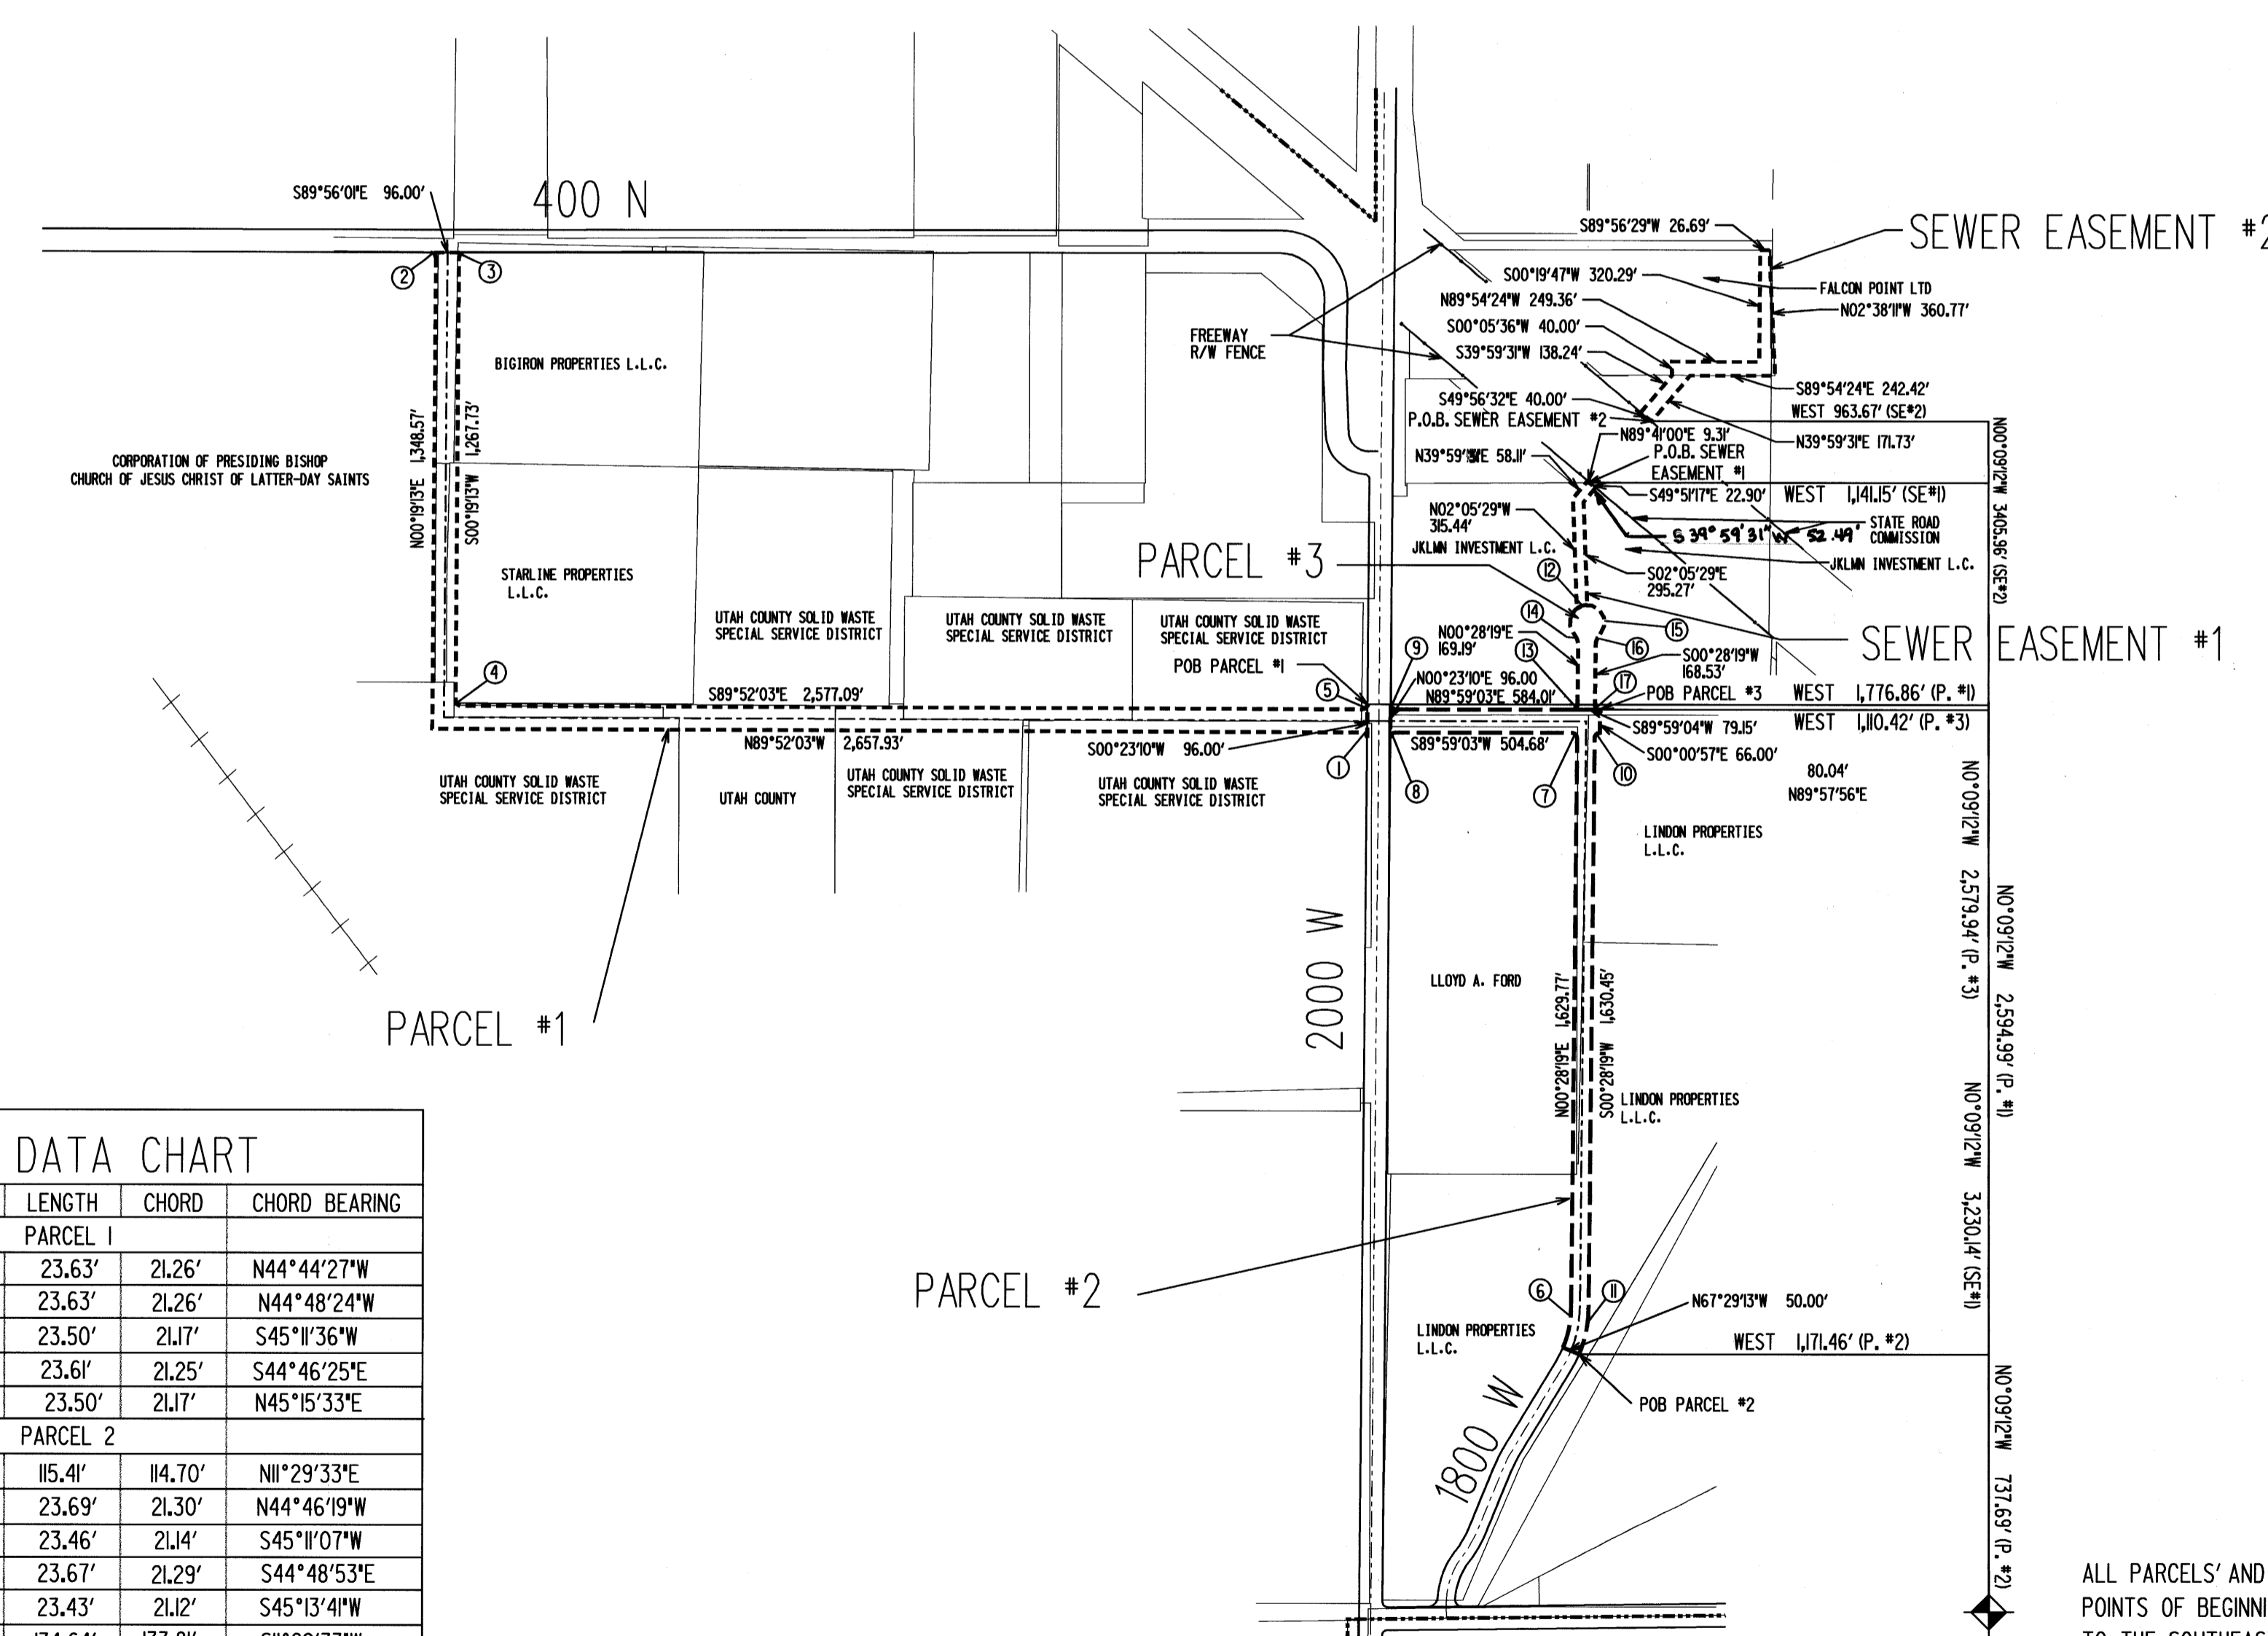 S89°56'01"E 96.00'
400 N
S89°56'29"W 26.69'
SEWER EASEMENT #2
②
③
S00°19'47"W 320.29'
FALCON POINT LTD
N89°54'24"W 249.36'
N02°38'11"W 360.77'
S00°05'36"W 40.00'
FREEWAY
R/W FENCE
S39°59'31"W 138.24'
BIGIRON PROPERTIES L.L.C.
S89°54'24"E 242.42'
S49°56'32"E 40.00'
WEST 963.67' (SE#2)
P.O.B. SEWER EASEMENT #2
N89°41'00"E 9.31'
N39°59'31"E 171.73'
CORPORATION OF PRESIDING BISHOP
CHURCH OF JESUS CHRIST OF LATTER-DAY SAINTS
N00°19'13"E 1,348.57'
S00°19'13"W 1,267.73'
P.O.B. SEWER
EASEMENT #1
58.11'
S49°51'17"E 22.90'
WEST 1,141.15' (SE#1)
N00°09'12"W 3405.96' (SE#2)
N02°05'29"W
315.44'
STATE ROAD
COMMISSION
S 39° 59' 31" W 52.49'
JKLMN INVESTMENT L.C.
JKLMN INVESTMENT L.C.
PARCEL #3
STARLINE PROPERTIES
L.L.C.
⑫
S02°05'29"E
295.27'
UTAH COUNTY SOLID WASTE
SPECIAL SERVICE DISTRICT
UTAH COUNTY SOLID WASTE
SPECIAL SERVICE DISTRICT
UTAH COUNTY SOLID WASTE
SPECIAL SERVICE DISTRICT
⑭
⑮
N00°28'19"E
169.19'
⑯
SEWER EASEMENT #1
⑨
⑬
S00°28'19"W
168.53'
POB PARCEL #1
④
N00°23'10"E 96.00
⑰
⑤
N89°59'03"E 584.01'
POB PARCEL #3
WEST 1,776.86' (P. #1)
S89°52'03"E 2,577.09'
S89°59'04"W 79.15'
WEST 1,110.42' (P. #3)
N89°52'03"W 2,657.93'
S00°23'10"W 96.00'
S89°59'03"W 504.68'
S00°00'57"E 66.00'
①
⑧
⑦
⑩
80.04'
N89°57'56"E
UTAH COUNTY SOLID WASTE
SPECIAL SERVICE DISTRICT
UTAH COUNTY
UTAH COUNTY SOLID WASTE
SPECIAL SERVICE DISTRICT
UTAH COUNTY SOLID WASTE
SPECIAL SERVICE DISTRICT
LINDON PROPERTIES
L.L.C.
N0°09'12"W 2,579.94' (P. #3)
N0°09'12"W 2,594.99' (P. #1)
2000 W
LLOYD A. FORD
N00°28'19"E 1,629.77'
S00°28'19"W 1,630.45'
PARCEL #1
LINDON PROPERTIES
L.L.C.
N0°09'12"W 3,230.14' (SE#1)
PARCEL #2
⑥
⑪
N67°29'13"W 50.00'
LINDON PROPERTIES
L.L.C.
WEST 1,171.46' (P. #2)
POB PARCEL #2
1800 W
N0°09'12"W 737.69' (P. #2)
DATA CHART
LENGTH CHORD CHORD BEARING
PARCEL 1
23.63' 21.26' N44°44'27"W
23.63' 21.26' N44°48'24"W
23.50' 21.17' S45°11'36"W
23.61' 21.25' S44°46'25"E
23.50' 21.17' N45°15'33"E
PARCEL 2
115.41' 114.70' N11°29'33"E
23.69' 21.30' N44°46'19"W
23.46' 21.14' S45°11'07"W
23.67' 21.29' S44°48'53"E
23.43' 21.12' S45°13'41"W
ALL PARCELS' AND
POINTS OF BEGINNI
TO THE SOUTHEAS